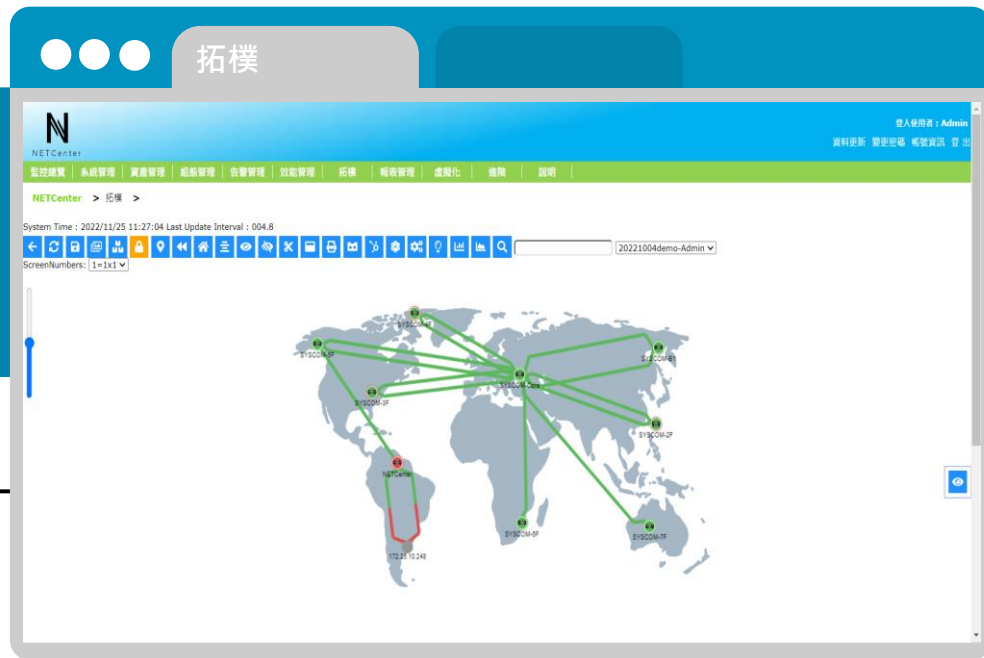 拓樸
N
NETCenter
登入使用者：Admin
資料更新 變更密碼 帳號資訊 登出
監控總覽 系統管理 資產管理 組態管理 告警管理 效能管理 拓樸 報表管理 虛擬化 進階 說明
NETCenter > 拓樸 >
System Time : 2022/11/25 11:27:04 Last Update Interval : 004.8
20221004demo-Admin
ScreenNumbers: 1=1x1
SYSCOM-4F
SYSCOM-5F
SYSCOM-B1
SYSCOM-Core
SYSCOM-3F
SYSCOM-2F
NETCenter
SYSCOM-6F
SYSCOM-7F